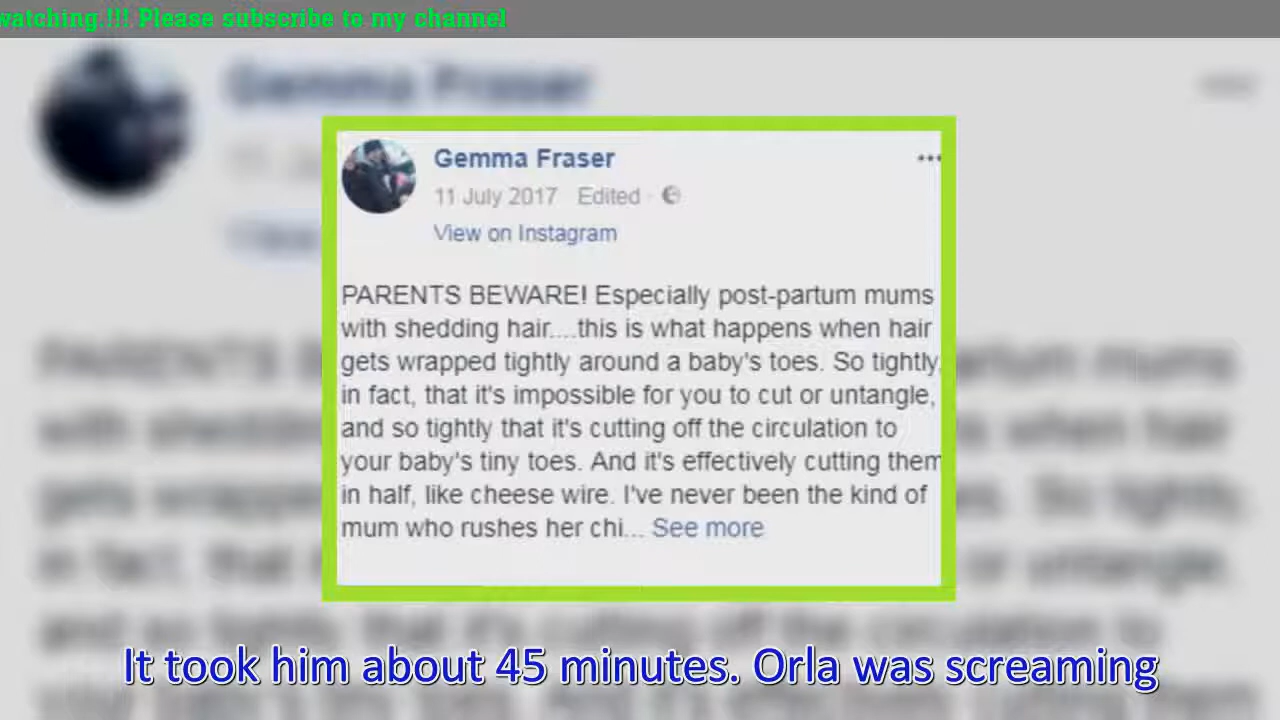 watching.!!! Please subscribe to my channel
Gemma Fraser
Gemma Fraser
11 July 2017 Edited ·
View on Instagram
PARENTS BEWARE! Especially post-partum mums
with shedding hair....this is what happens when hair
gets wrapped tightly around a baby's toes. So tightly,
in fact, that it's impossible for you to cut or untangle,
and so tightly that it's cutting off the circulation to
your baby's tiny toes. And it's effectively cutting them
in half, like cheese wire. I've never been the kind of
mum who rushes her chi... See more
It took him about 45 minutes. Orla was screaming